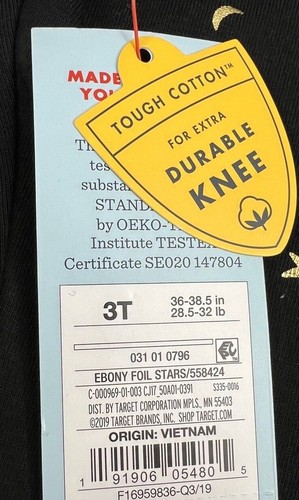 TOUGH COTTON™
FOR EXTRA
DURABLE
KNEE
MADE
YO
Th
tes
substa
STAND
by OEKO-T
Institute TESTE
Certificate SE020 147804
3T
36-38.5 in
28.5-32 lb
031 01 0796
EBONY FOIL STARS/558424
C-000969-01-003 CJIT_50A01-0391
S335-0016
DIST. BY TARGET CORPORATION MPLS., MN 55403
©2019 TARGET BRANDS, INC. SHOP TARGET.COM
ORIGIN: VIETNAM
1 91906 05480 5
F16959836-Q3/19